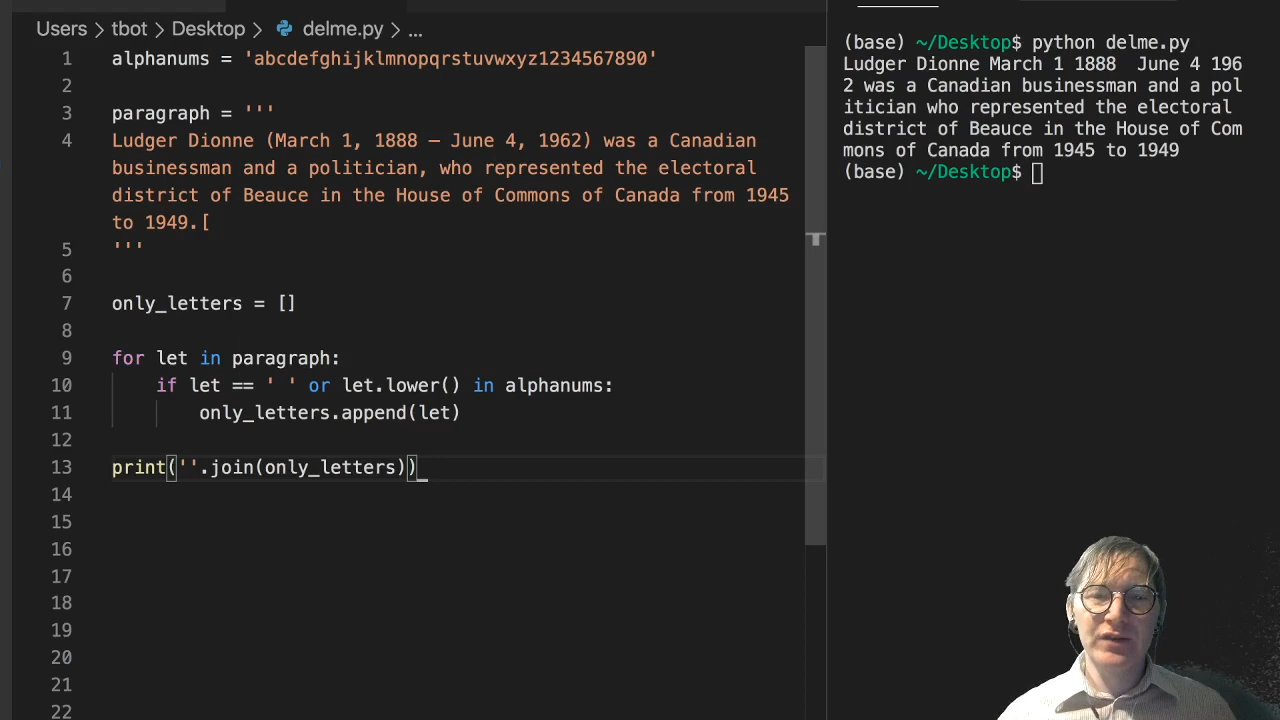 Users > tbot > Desktop > delme.py > ...
1 alphanums = 'abcdefghijklmnopqrstuvwxyz1234567890'
2
3 paragraph = '''
4 Ludger Dionne (March 1, 1888 – June 4, 1962) was a Canadian
businessman and a politician, who represented the electoral
district of Beauce in the House of Commons of Canada from 1945
to 1949.[
5 '''
6
7 only_letters = []
8
9 for let in paragraph:
10 if let == ' ' or let.lower() in alphanums:
11 only_letters.append(let)
12
13 print(''.join(only_letters))
14
15
16
17
18
19
20
21
22
(base) ~/Desktop$ python delme.py
Ludger Dionne March 1 1888  June 4 196
2 was a Canadian businessman and a pol
itician who represented the electoral
district of Beauce in the House of Com
mons of Canada from 1945 to 1949
(base) ~/Desktop$